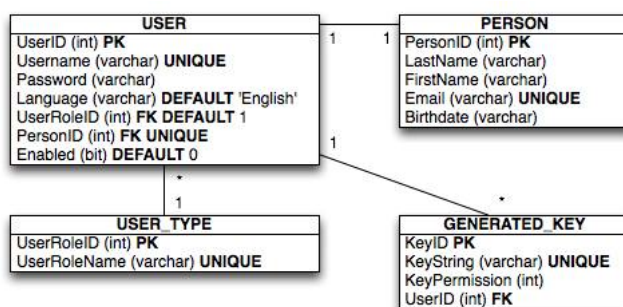 USER
UserID (int) PK
Username (varchar) UNIQUE
Password (varchar)
Language (varchar) DEFAULT 'English'
UserRoleID (int) FK DEFAULT 1
PersonID (int) FK UNIQUE
Enabled (bit) DEFAULT 0
1
1
PERSON
PersonID (int) PK
LastName (varchar)
FirstName (varchar)
Email (varchar) UNIQUE
Birthdate (varchar)
1
*
*
1
USER_TYPE
UserRoleID (int) PK
UserRoleName (varchar) UNIQUE
GENERATED_KEY
KeyID PK
KeyString (varchar) UNIQUE
KeyPermission (int)
UserID (int) FK